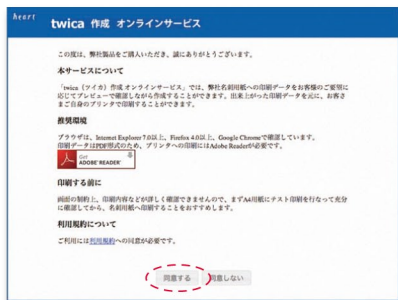 heart
twica 作成 オンラインサービス
この度は、弊社製品をご購入いただき、誠にありがとうございます。
本サービスについて
「twica（ツイカ）作成オンラインサービス」では、弊社名刺用紙への印刷データをお客様のご要望に
応じてプレビューで確認しながら作成することができます。出来上がった印刷データを元に、お客さ
まご自身のプリンタで印刷することができます。
推奨環境
ブラウザは、Internet Explorer7.0以上、Firefox 4.0以上、Google Chromeで確認しています。
印刷データはPDF形式のため、プリンタへの印刷にはAdobe Readerが必要です。
Get
ADOBE® READER®
印刷する前に
画面の制約上、印刷内容などが詳しく確認できませんので、まずA4用紙にテスト印刷を行なって充分
に確認してから、名刺用紙へ印刷することをおすすめします。
利用規約について
ご利用には利用規約への同意が必要です。
同意する 同意しない